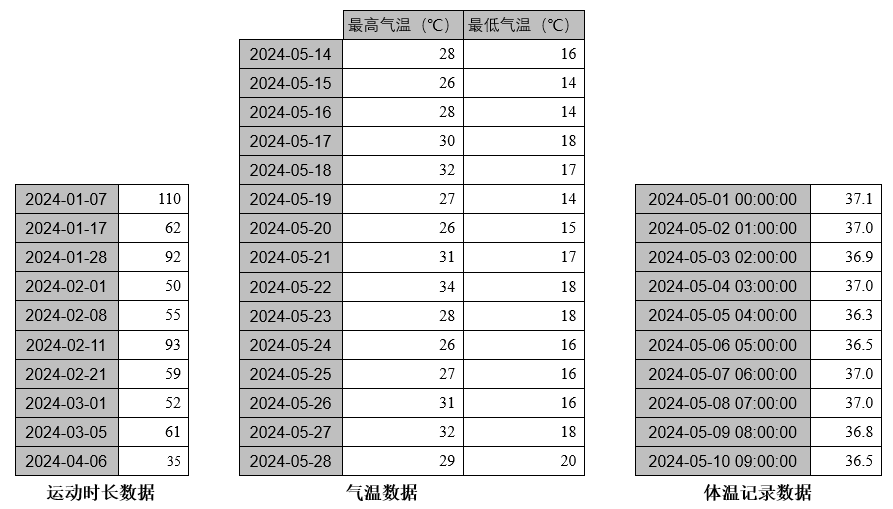 2024-01-07 110
2024-01-17 62
2024-01-28 92
2024-02-01 50
2024-02-08 55
2024-02-11 93
2024-02-21 59
2024-03-01 52
2024-03-05 61
2024-04-06 35
运动时长数据
最高气温（℃） 最低气温（℃）
2024-05-14 28 16
2024-05-15 26 14
2024-05-16 28 14
2024-05-17 30 18
2024-05-18 32 17
2024-05-19 27 14
2024-05-20 26 15
2024-05-21 31 17
2024-05-22 34 18
2024-05-23 28 18
2024-05-24 26 16
2024-05-25 27 16
2024-05-26 31 16
2024-05-27 32 18
2024-05-28 29 20
气温数据
2024-05-01 00:00:00 37.1
2024-05-02 01:00:00 37.0
2024-05-03 02:00:00 36.9
2024-05-04 03:00:00 37.0
2024-05-05 04:00:00 36.3
2024-05-06 05:00:00 36.5
2024-05-07 06:00:00 37.0
2024-05-08 07:00:00 37.0
2024-05-09 08:00:00 36.8
2024-05-10 09:00:00 36.5
体温记录数据